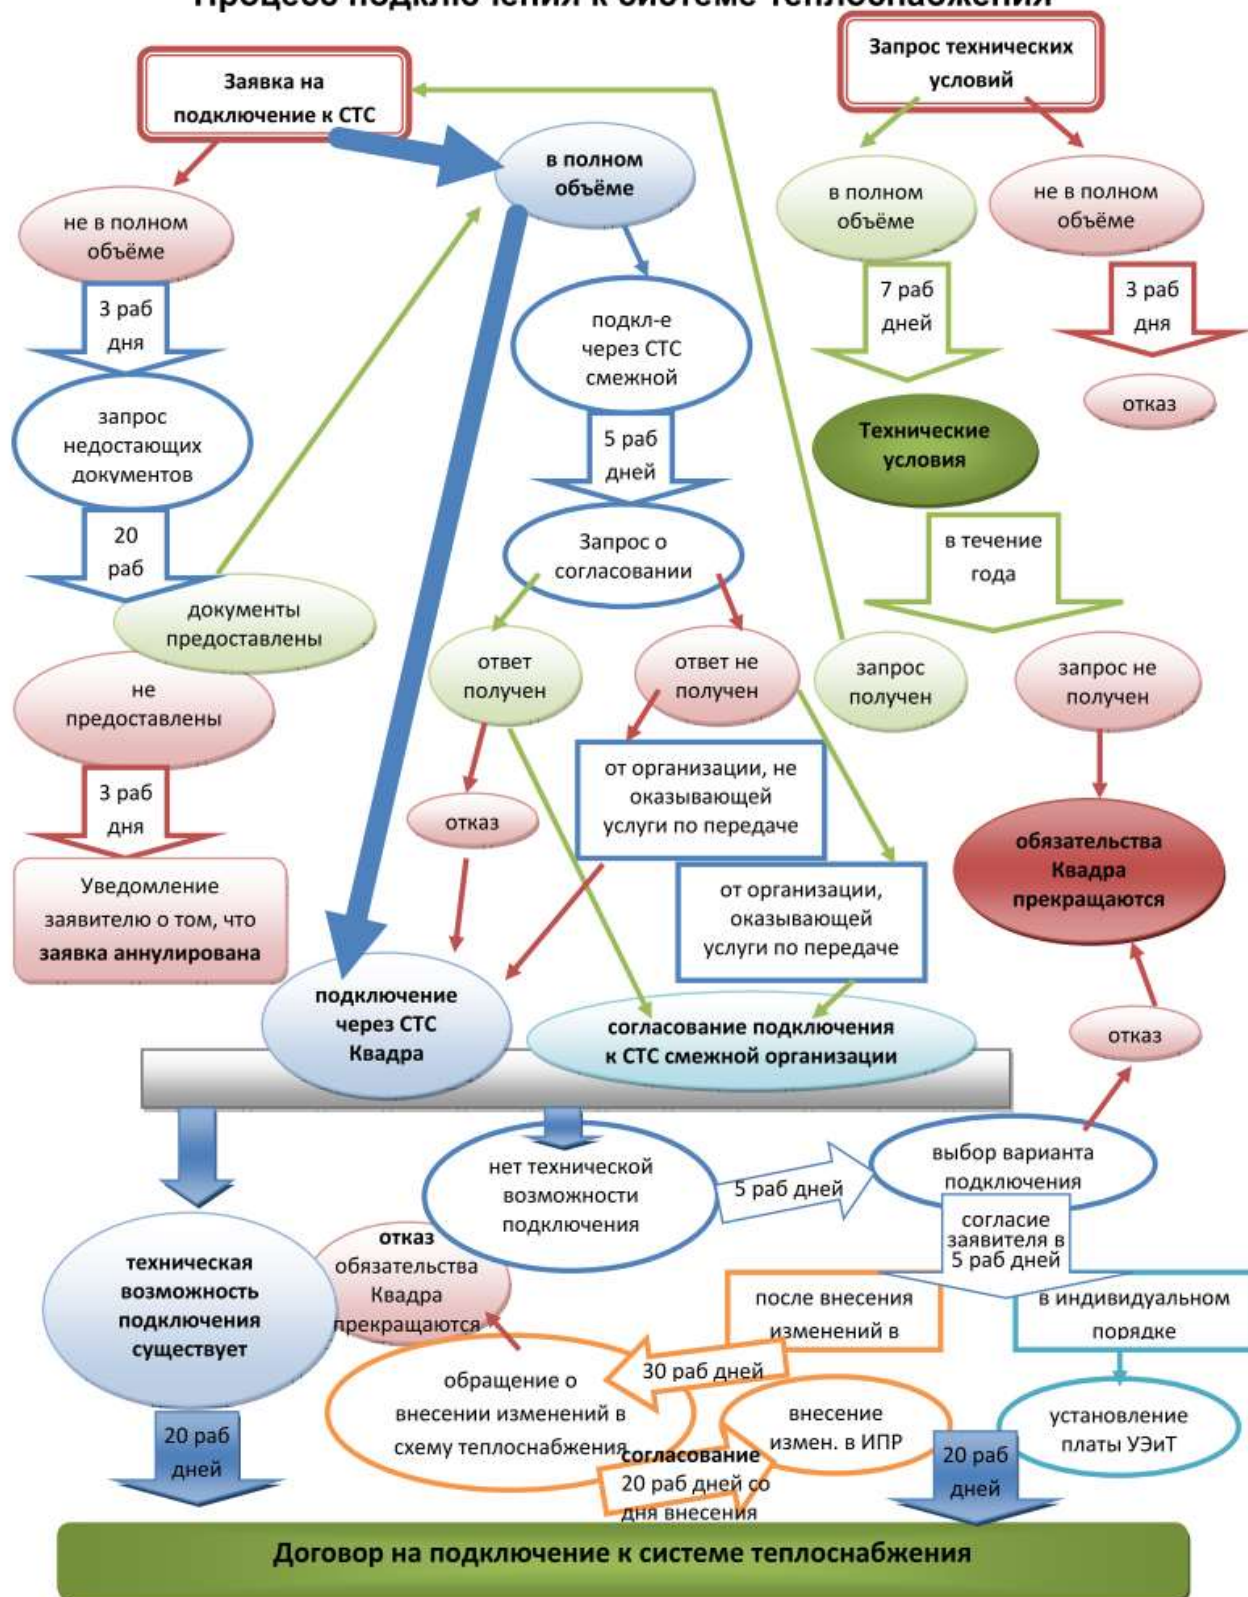 Процесс подключения к системе теплоснабжения
Заявка на
подключение к СТС
Запрос технических
условий
в полном
объёме
не в полном
объёме
в полном
объёме
не в полном
объёме
3 раб
дня
подкл-е
через СТС
смежной
7 раб
дней
3 раб
дня
отказ
запрос
недостающих
документов
5 раб
дней
Технические
условия
20
раб
Запрос о
согласовании
в течение
года
документы
предоставлены
не
предоставлены
ответ
получен
ответ не
получен
запрос
получен
запрос не
получен
3 раб
дня
отказ
от организации, не
оказывающей
услуги по передаче
обязательства
Квадра
прекращаются
Уведомление
заявителю о том, что
заявка аннулирована
от организации,
оказывающей
услуги по передаче
подключение
через СТС
Квадра
согласование подключения
к СТС смежной организации
отказ
нет технической
возможности
подключения
5 раб дней
выбор варианта
подключения
согласие
заявителя в
5 раб дней
техническая
возможность
подключения
существует
отказ
обязательства
Квадра
прекращаются
после внесения
изменений в
в индивидуальном
порядке
30 раб дней
обращение о
внесении изменений в
схему теплоснабжения
внесение
измен. в ИПР
установление
платы УЭиТ
20 раб
дней
согласование
20 раб дней со
дня внесения
20 раб
дней
Договор на подключение к системе теплоснабжения